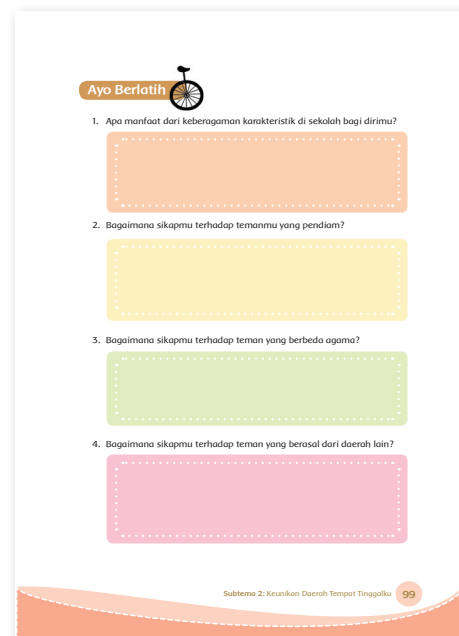 Ayo Berlatih
1. Apa manfaat dari keberagaman karakteristik di sekolah bagi dirimu?
2. Bagaimana sikapmu terhadap temanmu yang pendiam?
3. Bagaimana sikapmu terhadap teman yang berbeda agama?
4. Bagaimana sikapmu terhadap teman yang berasal dari daerah lain?
Subtema 2: Keunikan Daerah Tempat Tinggalku 99